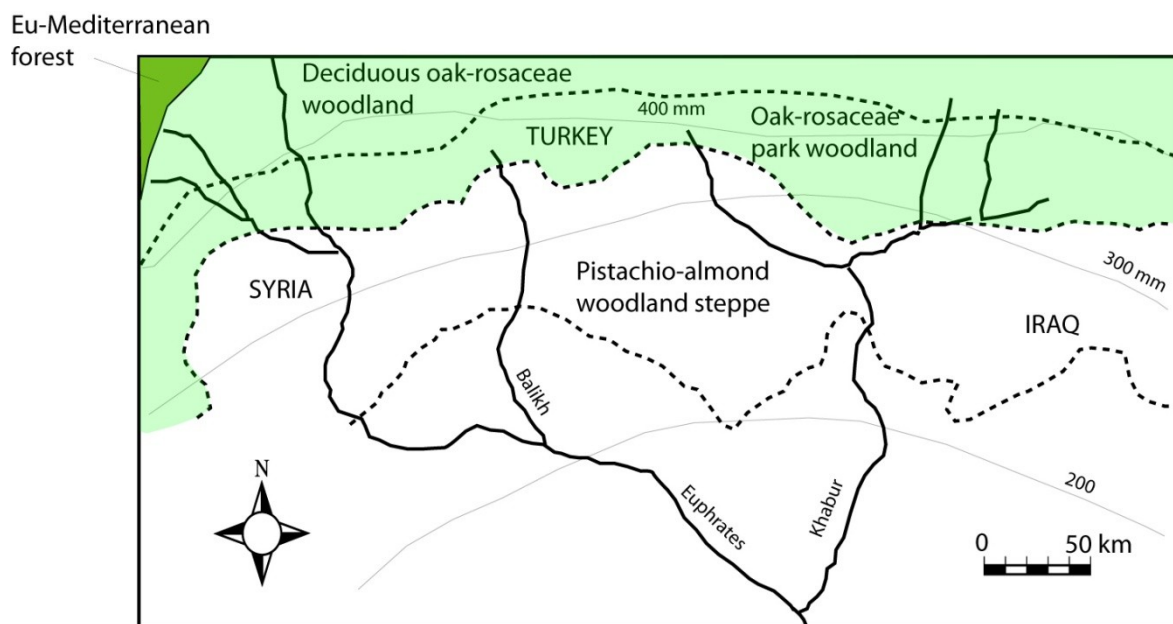 Eu-Mediterranean
forest
Deciduous oak-rosaceae
woodland
400 mm
Oak-rosaceae
park woodland
TURKEY
SYRIA
Pistachio-almond
woodland steppe
300 mm
IRAQ
Balikh
Euphrates
Khabur
200
N
0 50 km